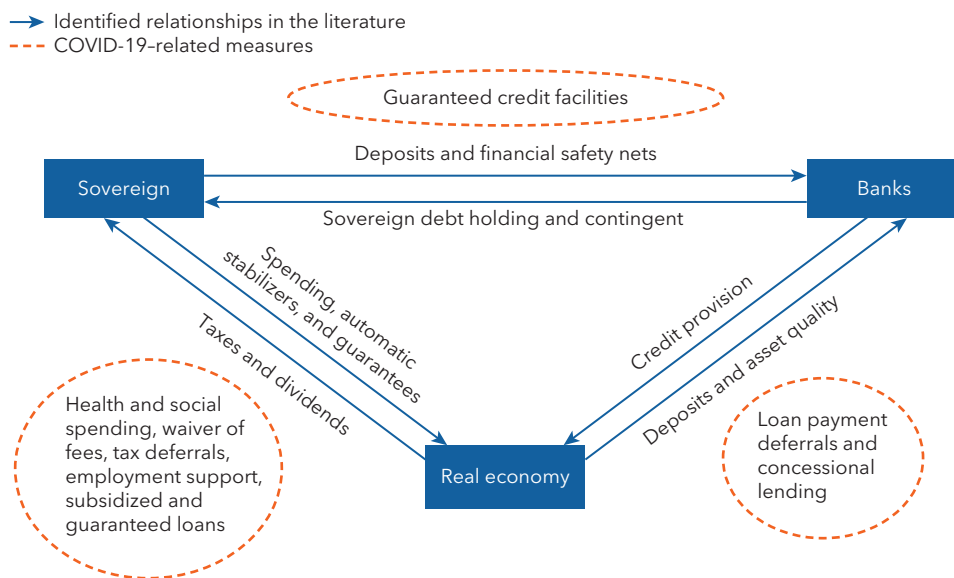 Identified relationships in the literature
COVID-19–related measures
Guaranteed credit facilities
Deposits and financial safety nets
Sovereign
Banks
Sovereign debt holding and contingent
Spending, automatic
stabilizers, and guarantees
Taxes and dividends
Credit provision
Deposits and asset quality
Health and social
spending, waiver of
fees, tax deferrals,
employment support,
subsidized and
guaranteed loans
Real economy
Loan payment
deferrals and
concessional
lending